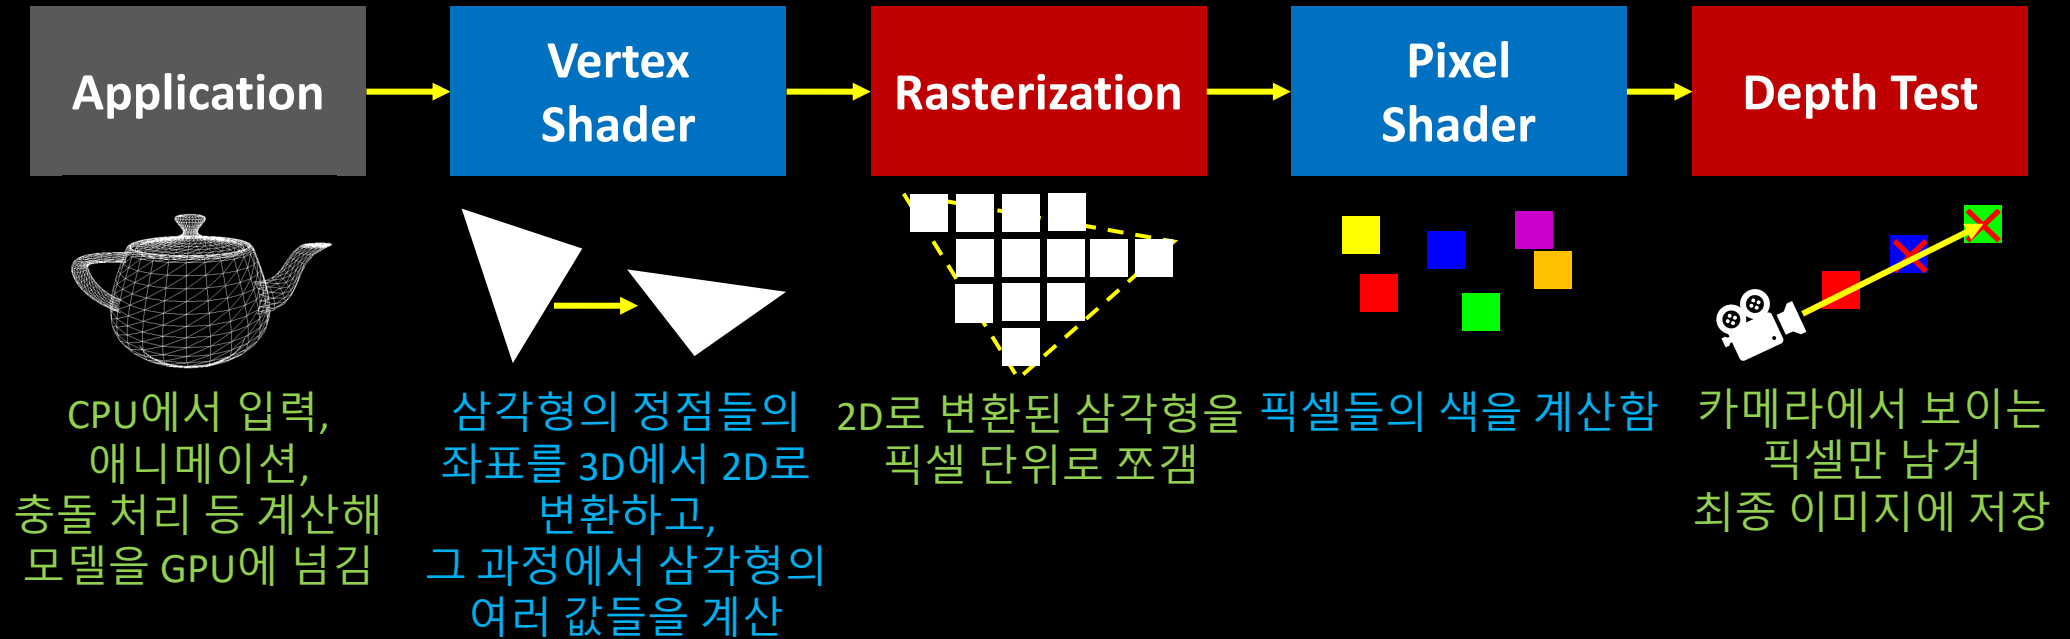 Application
Vertex
Shader
Rasterization
Pixel
Shader
Depth Test
CPU에서 입력,
애니메이션,
충돌 처리 등 계산해
모델을 GPU에 넘김
삼각형의 정점들의
좌표를 3D에서 2D로
변환하고,
그 과정에서 삼각형의
여러 값들을 계산
2D로 변환된 삼각형을
픽셀 단위로 쪼갬
픽셀들의 색을 계산함
카메라에서 보이는
픽셀만 남겨
최종 이미지에 저장